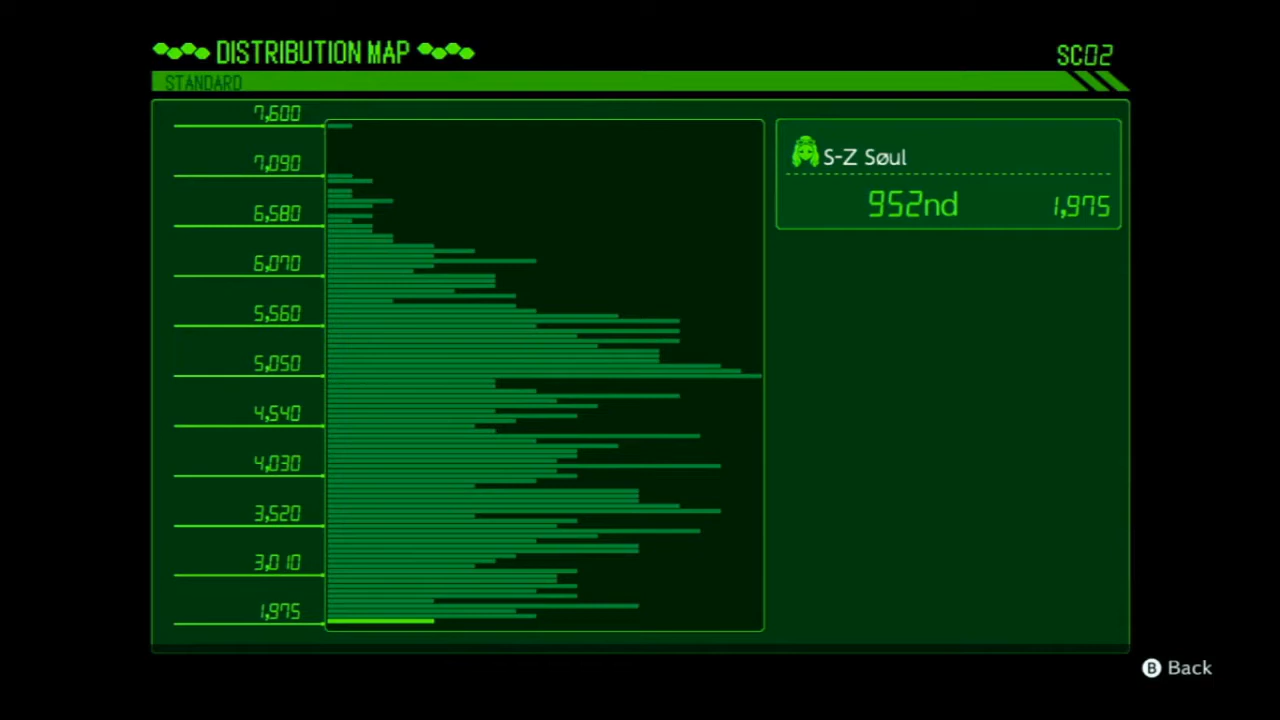 DISTRIBUTION MAP
SC02
STANDARD
7,600
7,090
6,580
6,070
5,560
5,050
4,540
4,030
3,520
3,010
1,975
S-Z Søul
952nd 1,975
B Back